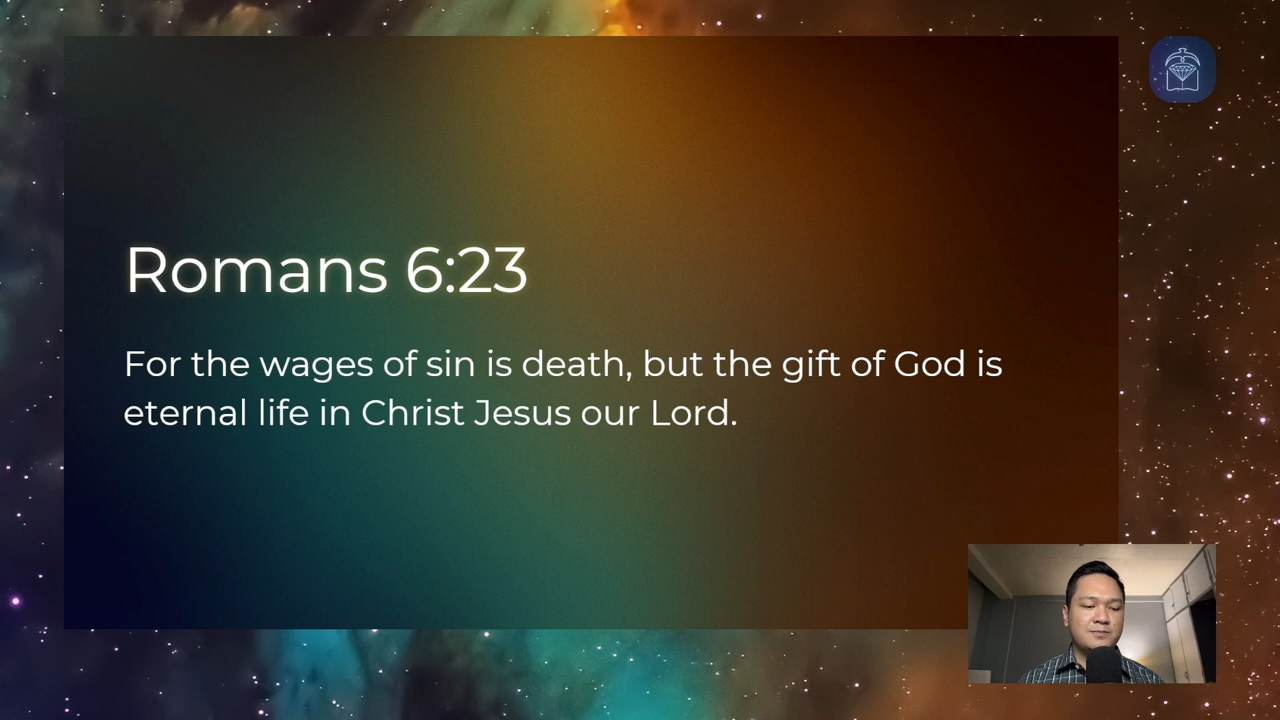 Romans 6:23
For the wages of sin is death, but the gift of God is
eternal life in Christ Jesus our Lord.